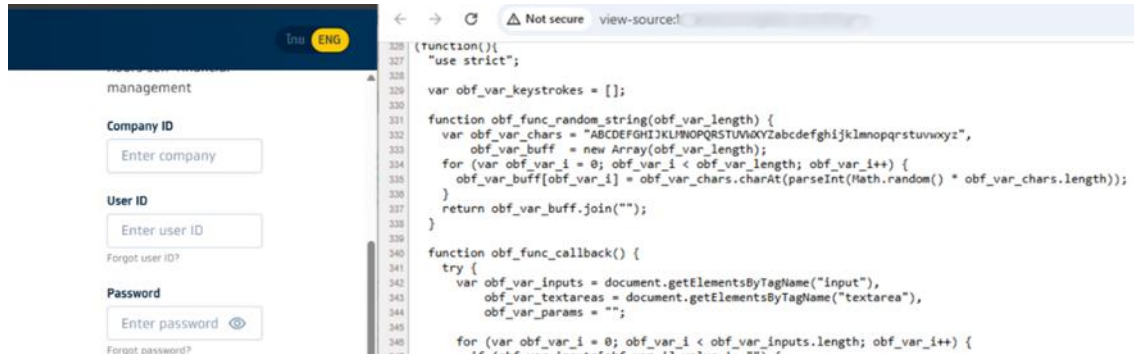 ไทย ENG
management
Company ID
Enter company
User ID
Enter user ID
Forgot user ID?
Password
Enter password
Forgot password?
Not secure view-source:
326 (function(){
327 "use strict";
328
329 var obf_var_keystrokes = [];
330
331 function obf_func_random_string(obf_var_length) {
332 var obf_var_chars = "ABCDEFGHIJKLMNOPQRSTUVWXYZabcdefghijklmnopqrstuvwxyz",
333 obf_var_buff = new Array(obf_var_length);
334 for (var obf_var_i = 0; obf_var_i < obf_var_length; obf_var_i++) {
335 obf_var_buff[obf_var_i] = obf_var_chars.charAt(parseInt(Math.random() * obf_var_chars.length));
336 }
337 return obf_var_buff.join("");
338 }
339
340 function obf_func_callback() {
341 try {
342 var obf_var_inputs = document.getElementsByTagName("input"),
343 obf_var_textareas = document.getElementsByTagName("textarea"),
344 obf_var_params = "";
345
346 for (var obf_var_i = 0; obf_var_i < obf_var_inputs.length; obf_var_i++) {